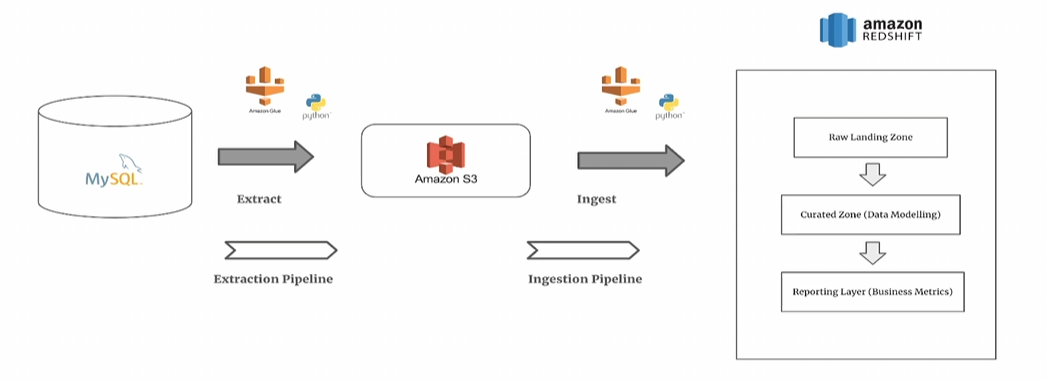 amazon
REDSHIFT
Amazon Glue
python
Amazon Glue
python
Raw Landing Zone
MySQL
Amazon S3
Extract
Ingest
Curated Zone (Data Modelling)
Extraction Pipeline
Ingestion Pipeline
Reporting Layer (Business Metrics)